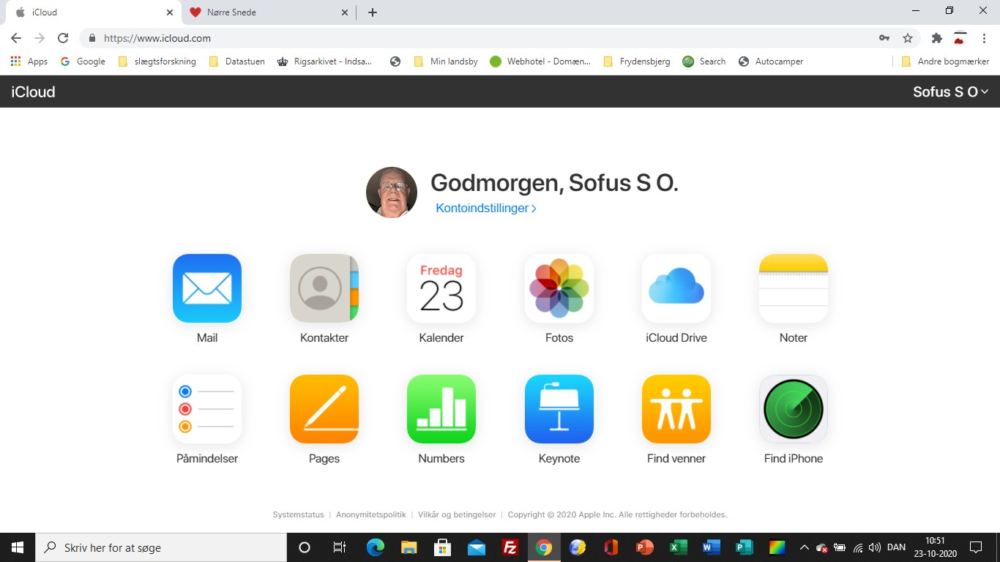 iCloud
Nørre Snede
https://www.icloud.com
Apps Google slægtsforskning Datastuen Rigsarkivet - Indsa... Min landsby Webhotel - Domæn... Frydensbjerg Search Autocamper Andre bogmærker
iCloud Sofus S O
Godmorgen, Sofus S O.
Kontoindstillinger
Fredag
23
Mail Kontakter Kalender Fotos iCloud Drive Noter
Påmindelser Pages Numbers Keynote Find venner Find iPhone
Systemstatus | Anonymitetspolitik | Vilkår og betingelser | Copyright © 2020 Apple Inc. Alle rettigheder forbeholdes.
Skriv her for at søge
Fz
DAN
10:51
23-10-2020